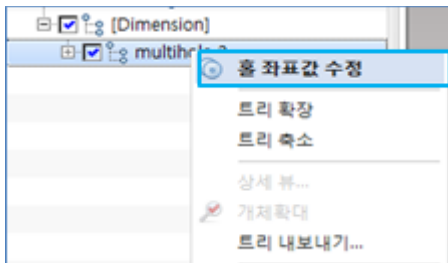 [Dimension]
홀 좌표값 수정
트리 확장
트리 축소
상세 뷰...
개체확대
트리 내보내기...